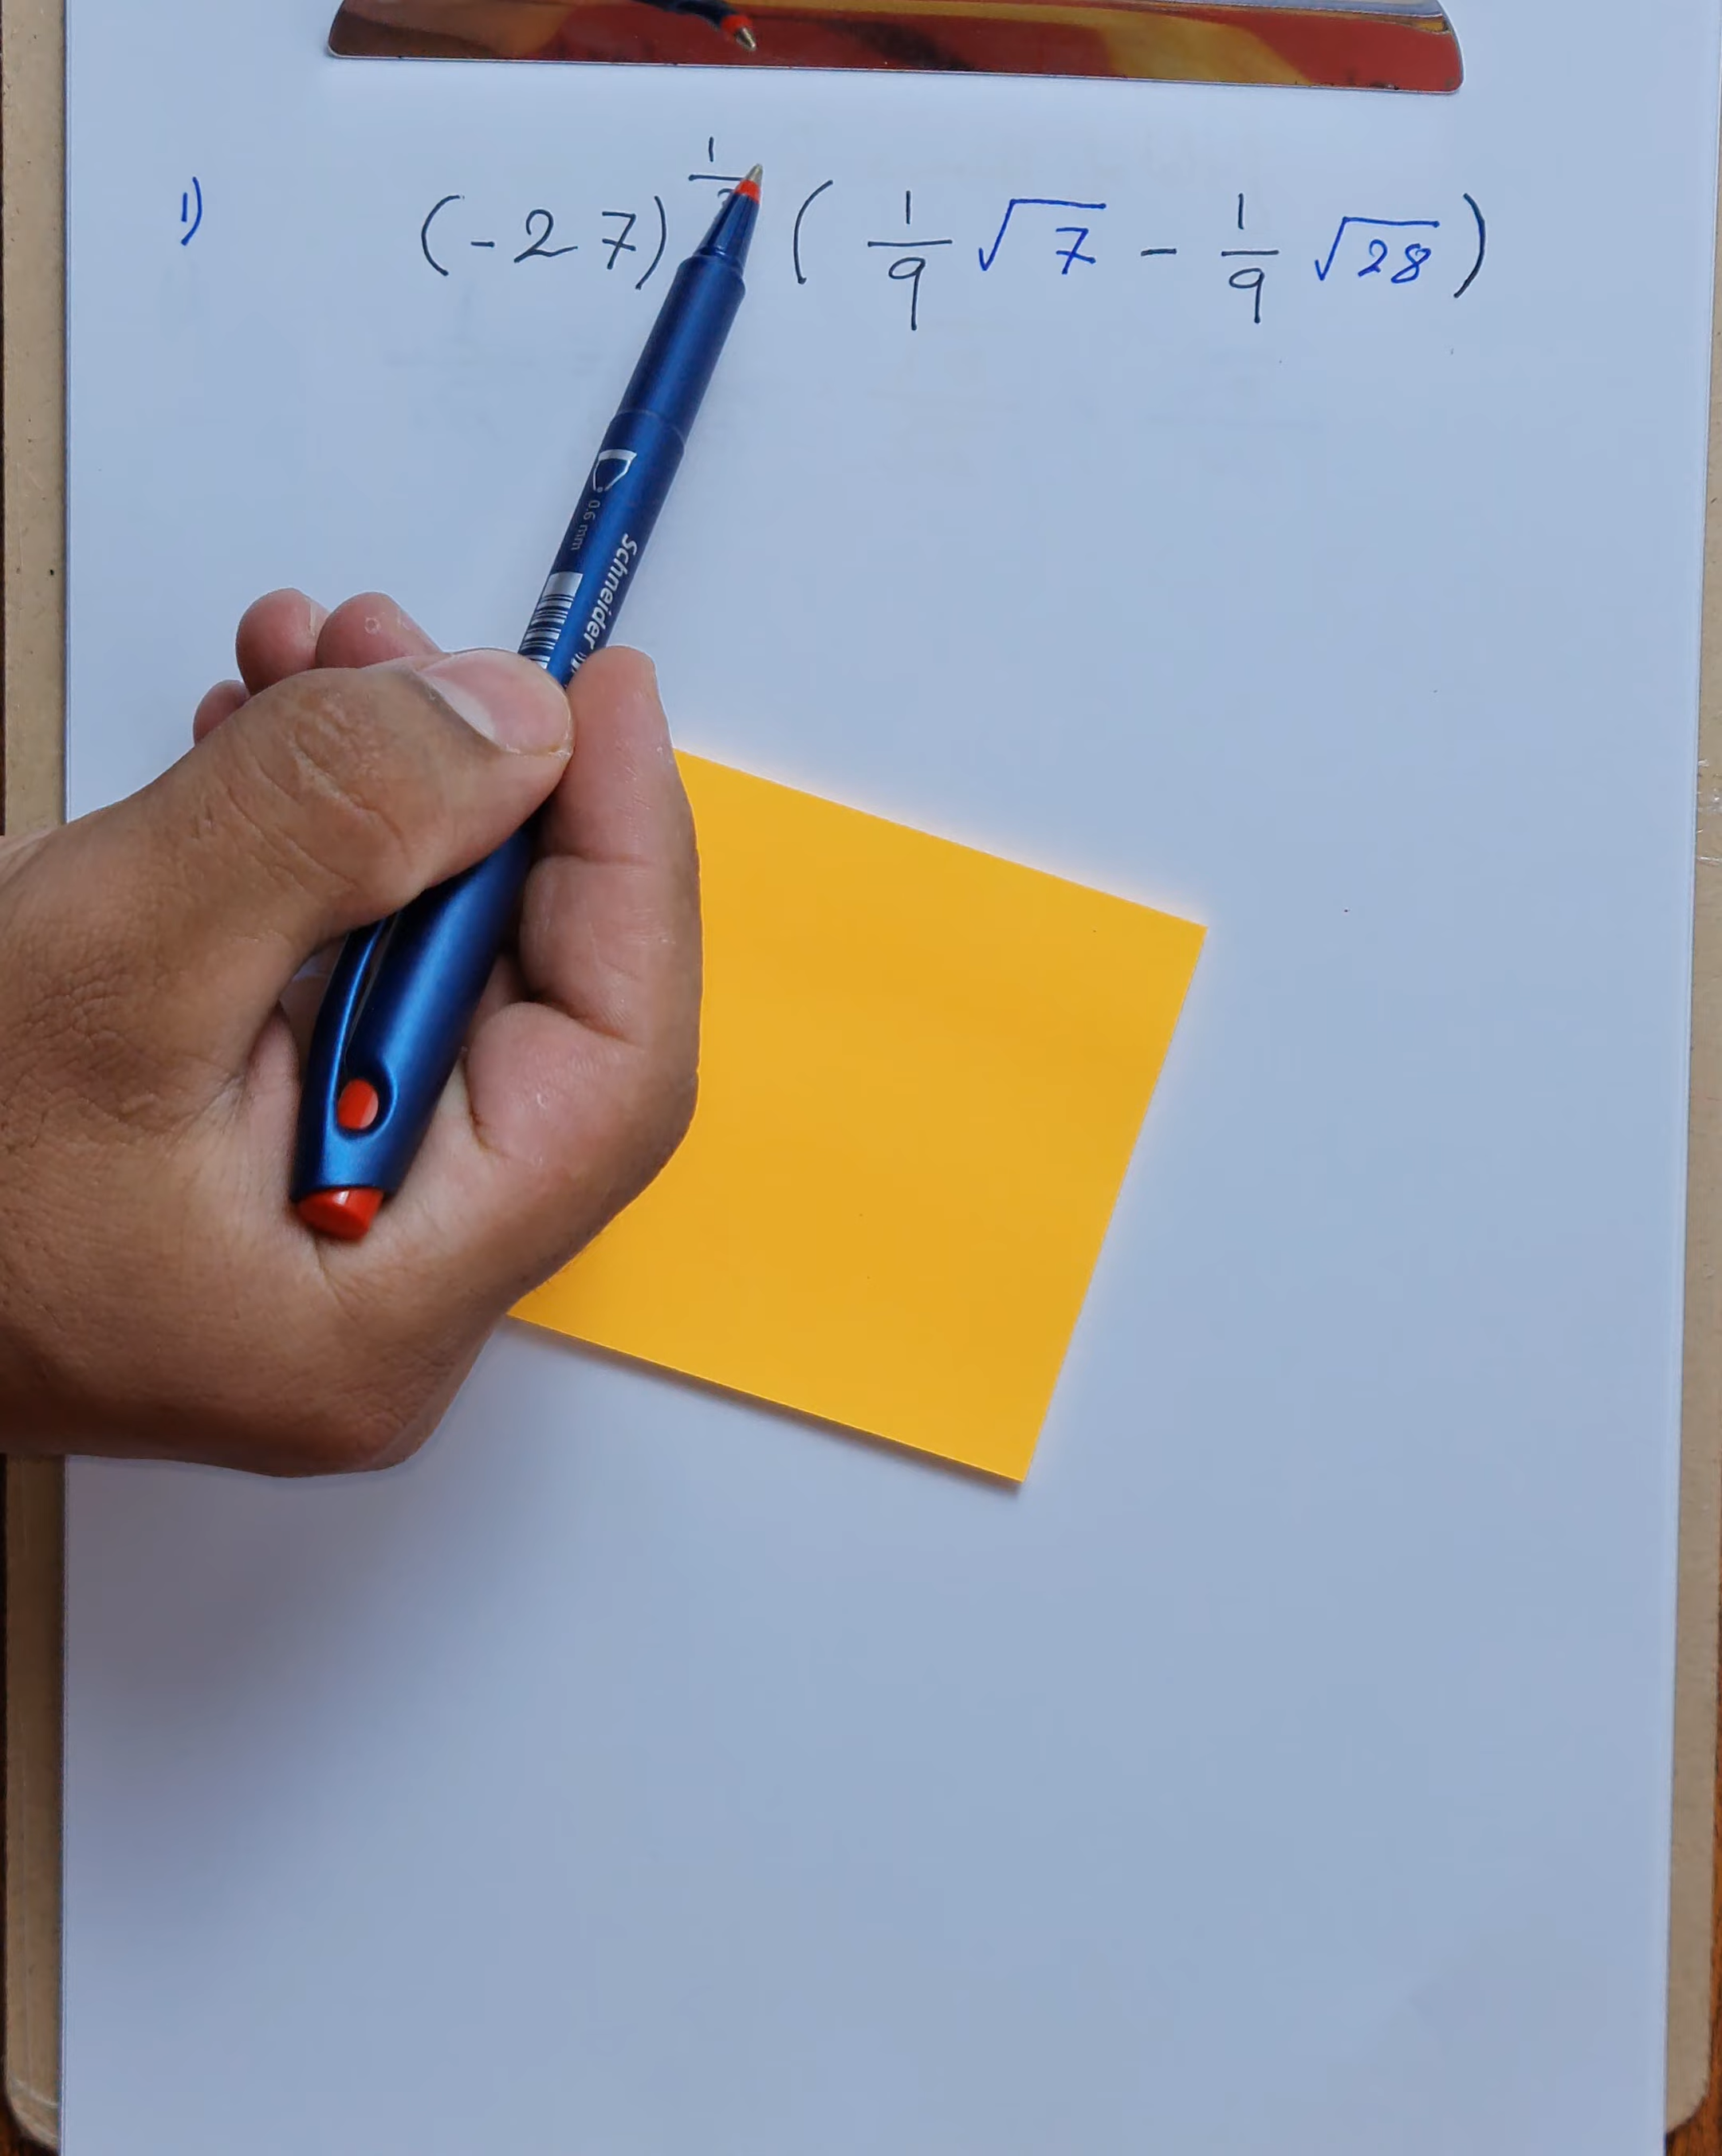 1) (-27)^(1/) ( 1/9 √7 - 1/9 √28 )
0.6 mm
Schneider